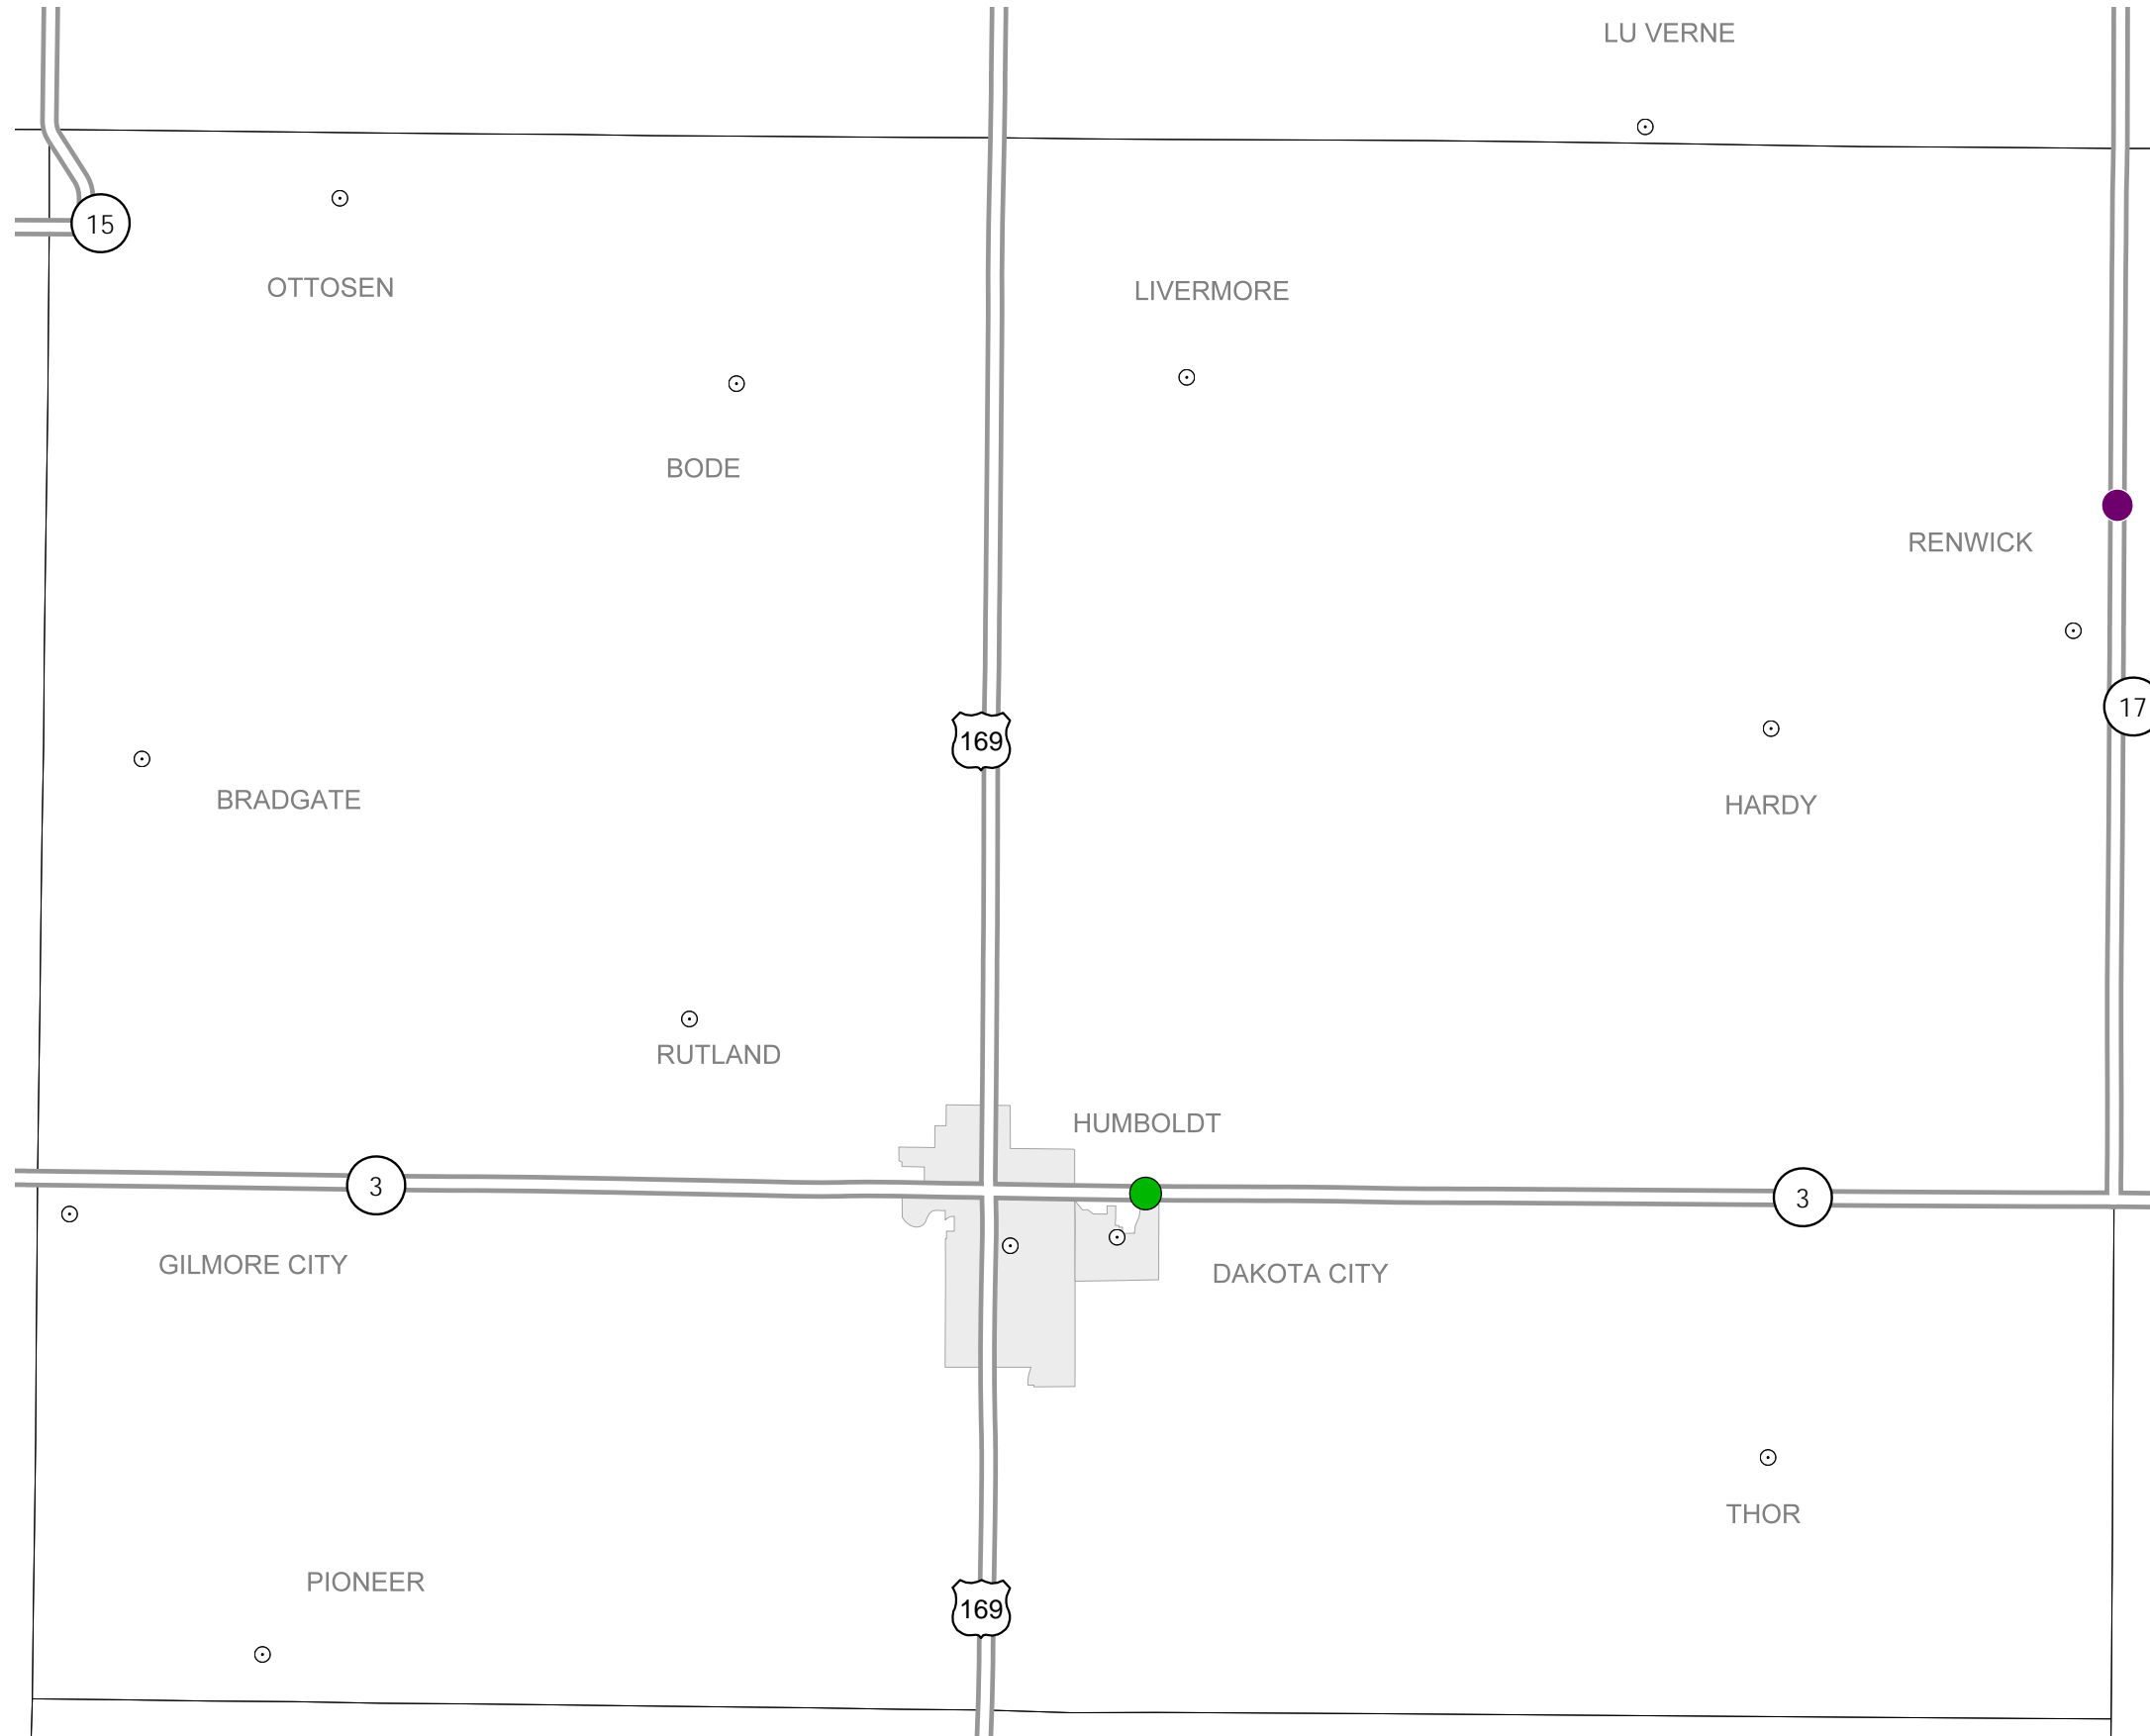 LU VERNE
15
OTTOSEN
LIVERMORE
BODE
RENWICK
17
169
BRADGATE
HARDY
RUTLAND
HUMBOLDT
3
3
GILMORE CITY
DAKOTA CITY
THOR
PIONEER
169